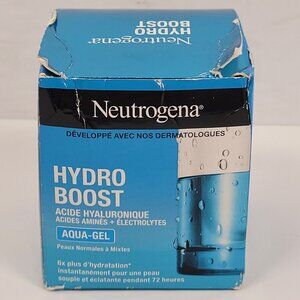 Neutrogena
HYDRO
BOOST
Neutrogena®
DÉVELOPPÉ AVEC NOS DERMATOLOGUES
HYDRO
BOOST
ACIDE HYALURONIQUE
ACIDES AMINÉS + ÉLECTROLYTES
AQUA-GEL
Peaux Normales à Mixtes
6x plus d'hydratation*
instantanément pour une peau
souple et éclatante pendant 72 heures